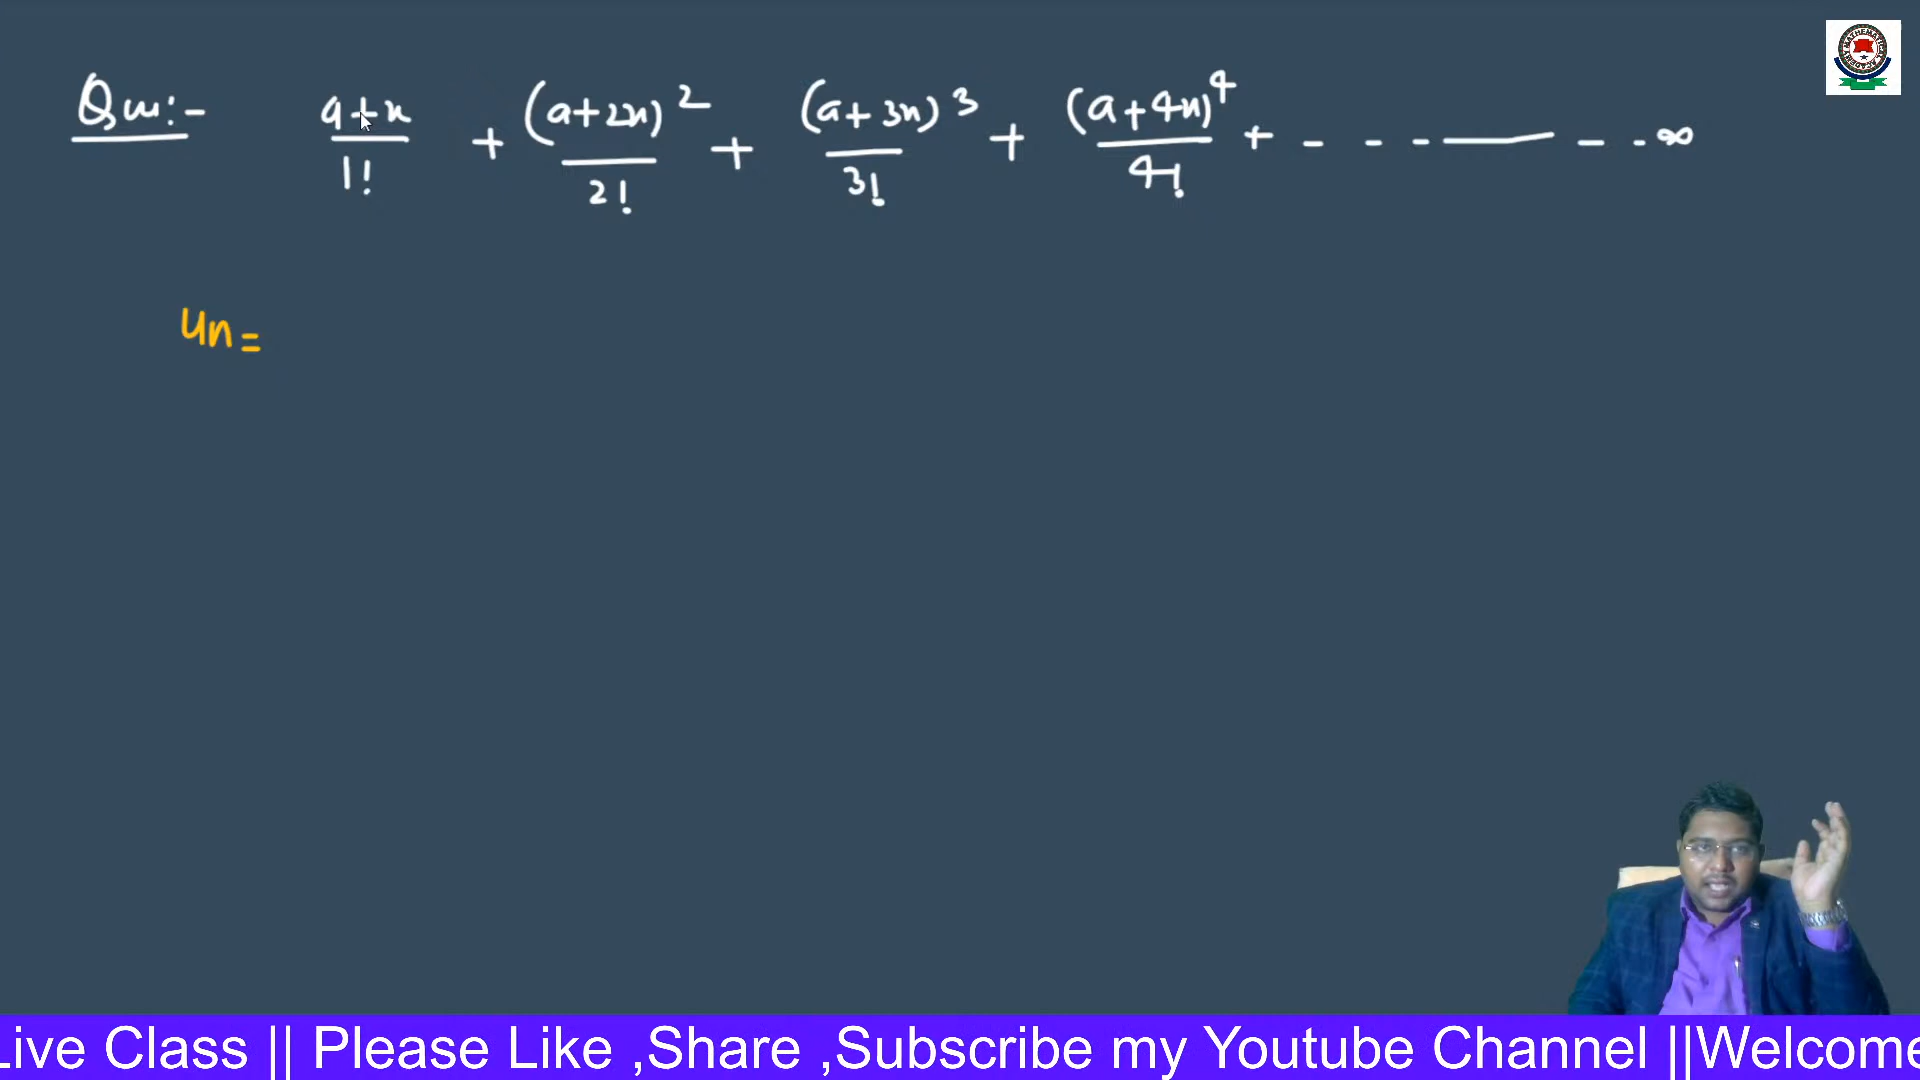 Qu:- a+x/1! + (a+2x)^2/2! + (a+3x)^3/3! + (a+4x)^4/4! + - - - — - - ∞
un =
Live Class || Please Like ,Share ,Subscribe my Youtube Channel ||Welcome